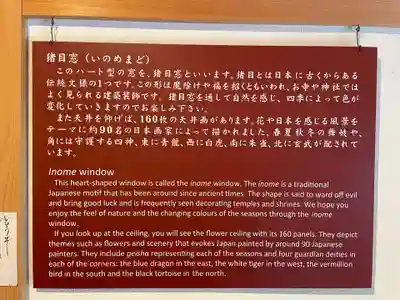 猪目窓（いのめまど）
このハート型の窓を、猪目窓といいます。猪目とは日本に古くからある
伝統文様の1つです。この形は魔除けや福を招くといわれ、お寺や神社では
よく見られる建築装飾です。猪目窓を通して自然を感じ、四季によって色が
変化していきますのでお楽しみ下さい。
また天井を仰げば、160枚の天井画があります。花や日本を感じる風景を
テーマに約90名の日本画家によって描かれました。春夏秋冬の舞妓や、
角には守護する四神、東に青龍、西に白虎、南に朱雀、北に玄武が配されて
います。
Inome window
This heart-shaped window is called the inome window. The inome is a traditional
Japanese motif that has been around since ancient times. The shape is said to ward off evil
and bring good luck and is frequently seen decorating temples and shrines. We hope you
enjoy the feel of nature and the changing colours of the seasons through the inome
window.
If you look up at the ceiling, you will see the flower ceiling with its 160 panels. They depict
themes such as flowers and scenery that evokes Japan painted by around 90 Japanese
painters. They include geisha representing each of the seasons and four guardian deities in
each of the corners: the blue dragon in the east, the white tiger in the west, the vermillion
bird in the south and the black tortoise in the north.